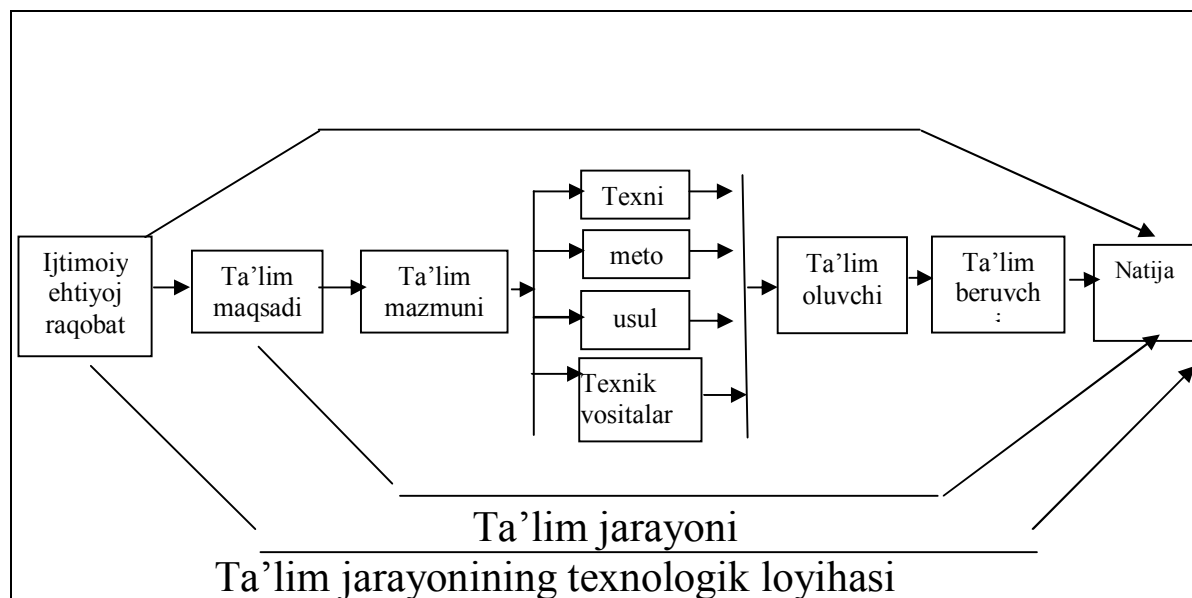 Ijtimoiy
ehtiyoj
raqobat
Ta’lim
maqsadi
Ta’lim
mazmuni
Texni
meto
usul
Texnik
vositalar
Ta’lim
oluvchi
Ta’lim
beruvch
Natija
Ta’lim jarayoni
Ta’lim jarayonining texnologik loyihasi